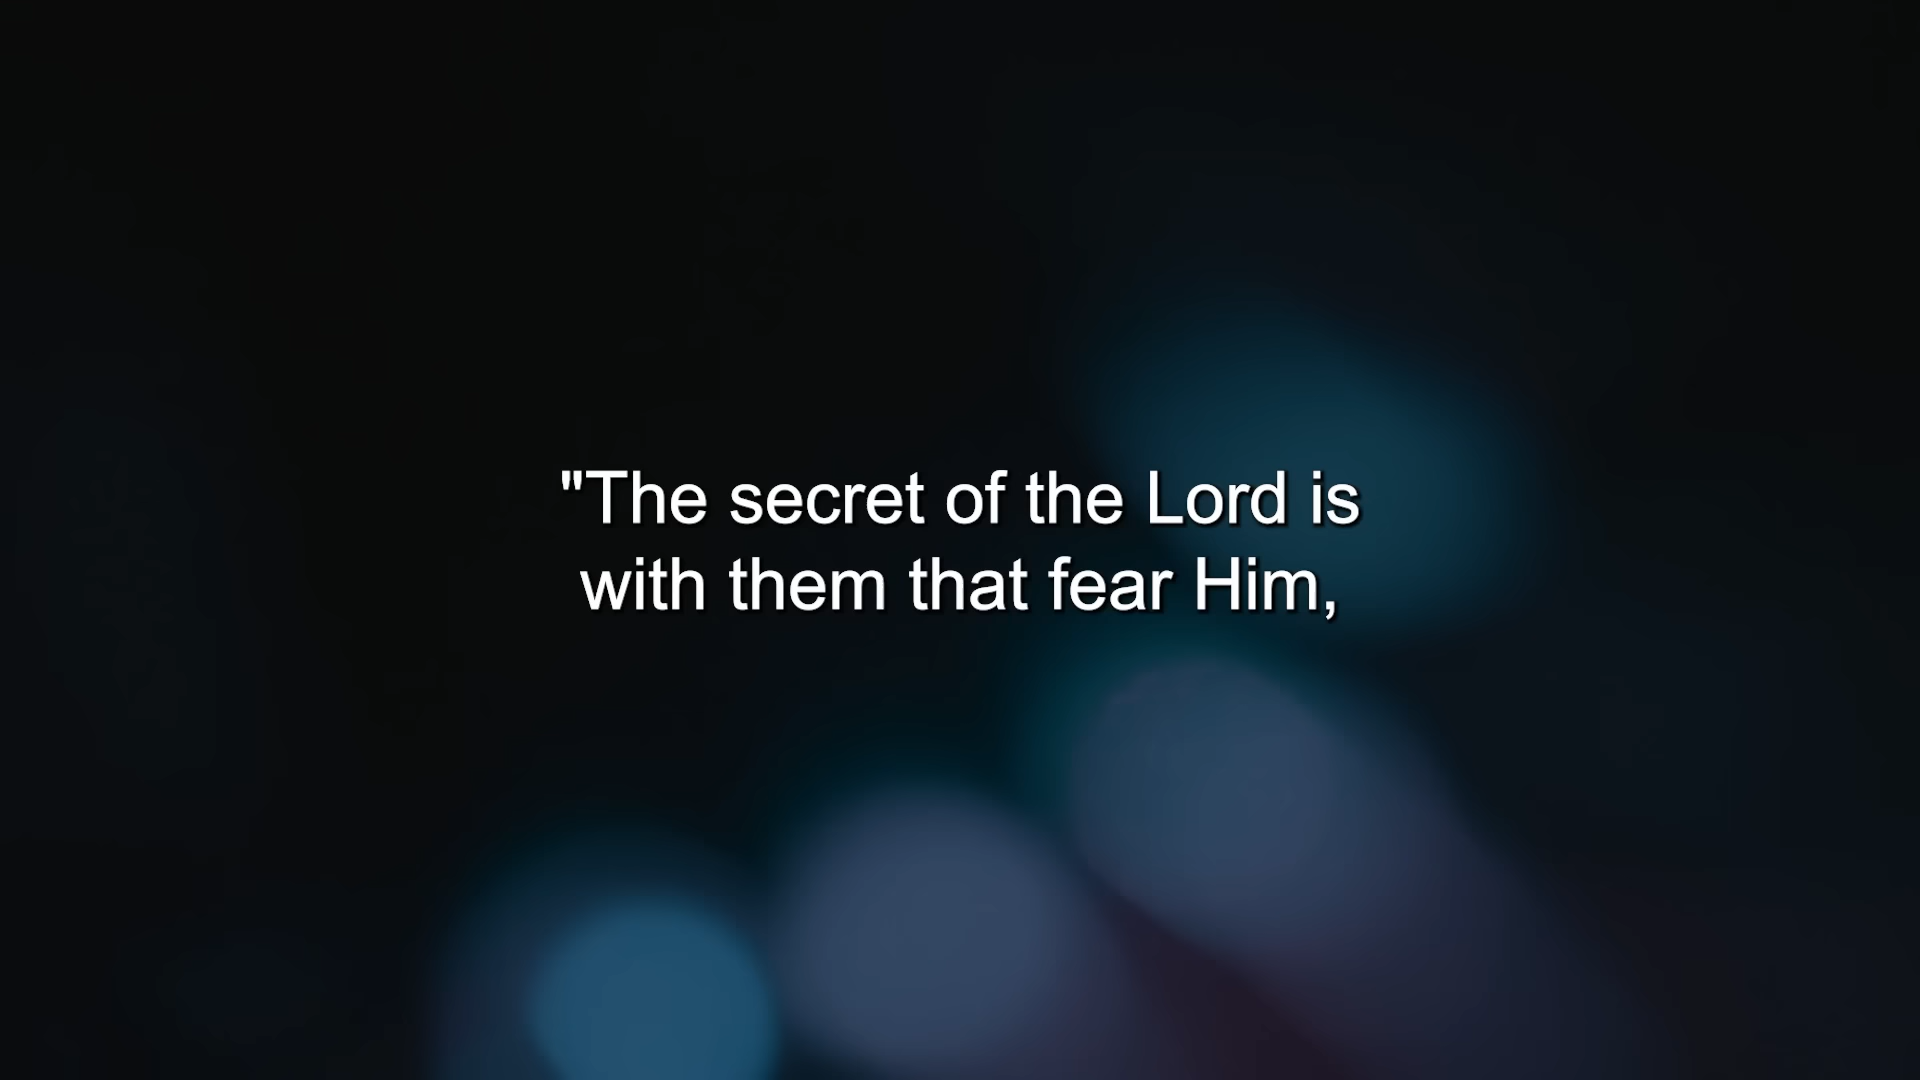 "The secret of the Lord is
with them that fear Him,